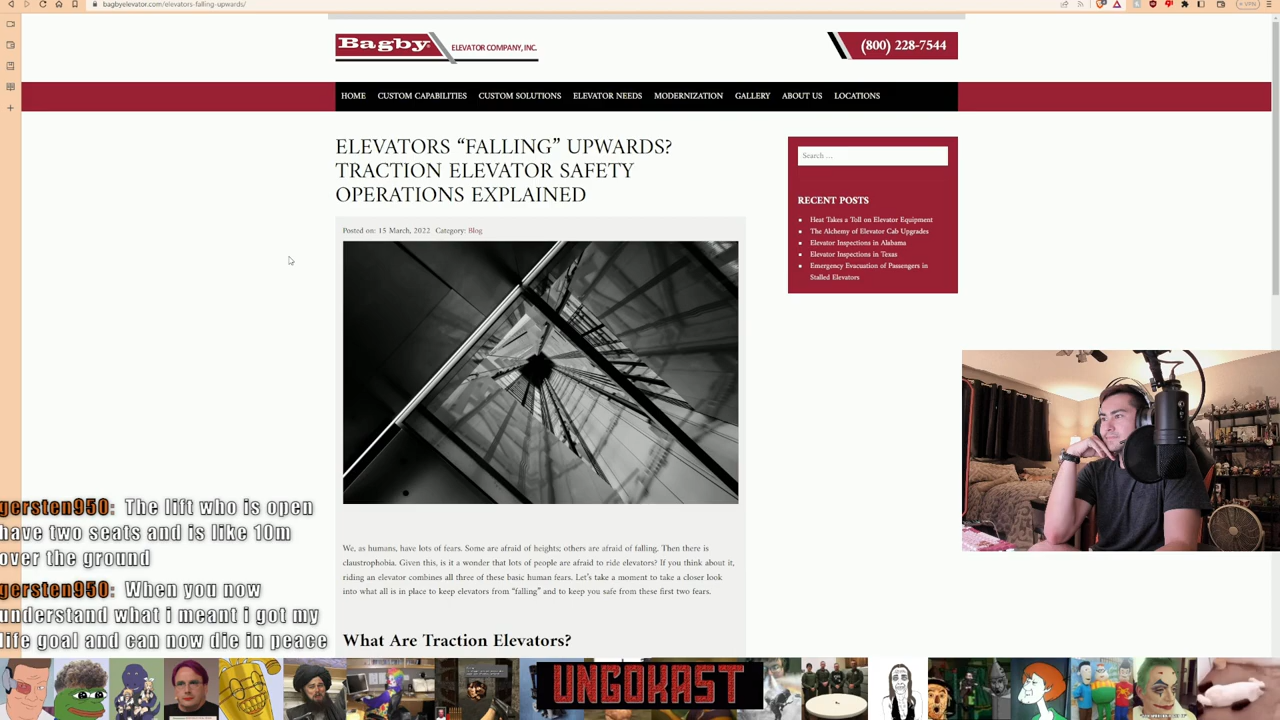 bagbyelevator.com/elevators-falling-upwards/
VPN
Bagby
ELEVATOR COMPANY, INC.
(800) 228-7544
HOME CUSTOM CAPABILITIES CUSTOM SOLUTIONS ELEVATOR NEEDS MODERNIZATION GALLERY ABOUT US LOCATIONS
ELEVATORS “FALLING” UPWARDS?
TRACTION ELEVATOR SAFETY
OPERATIONS EXPLAINED
Posted on: 15 March, 2022 Category: Blog
We, as humans, have lots of fears. Some are afraid of heights; others are afraid of falling. Then there is
claustrophobia. Given this, is it a wonder that lots of people are afraid to ride elevators? If you think about it,
riding an elevator combines all three of these basic human fears. Let’s take a moment to take a closer look
into what all is in place to keep elevators from “falling” and to keep you safe from these first two fears.
What Are Traction Elevators?
Search ...
RECENT POSTS
Heat Takes a Toll on Elevator Equipment
The Alchemy of Elevator Cab Upgrades
Elevator Inspections in Alabama
Elevator Inspections in Texas
Emergency Evacuation of Passengers in
Stalled Elevators
gersten950: The lift who is open
have two seats and is like 10m
over the ground
gersten950: When you now
understand what i meant i got my
life goal and can now die in peace
UNGOKAST